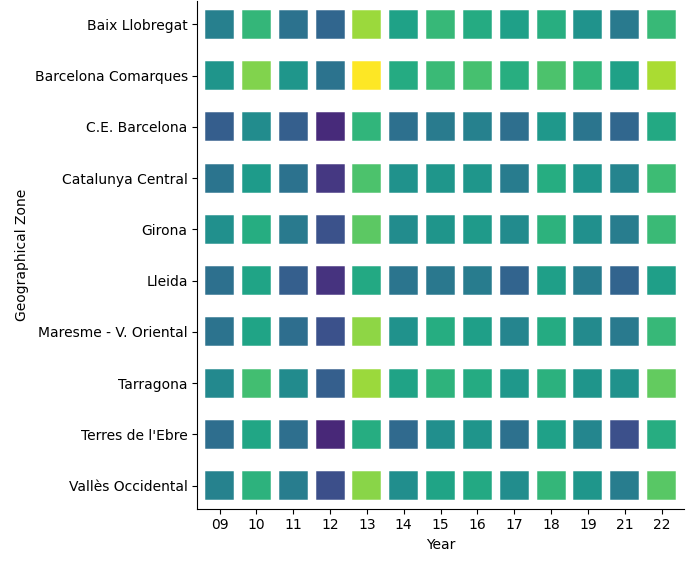 Baix Llobregat
Barcelona Comarques
C.E. Barcelona
Catalunya Central
Girona
Lleida
Maresme - V. Oriental
Tarragona
Terres de l'Ebre
Vallès Occidental
Geographical Zone
09 10 11 12 13 14 15 16 17 18 19 21 22
Year